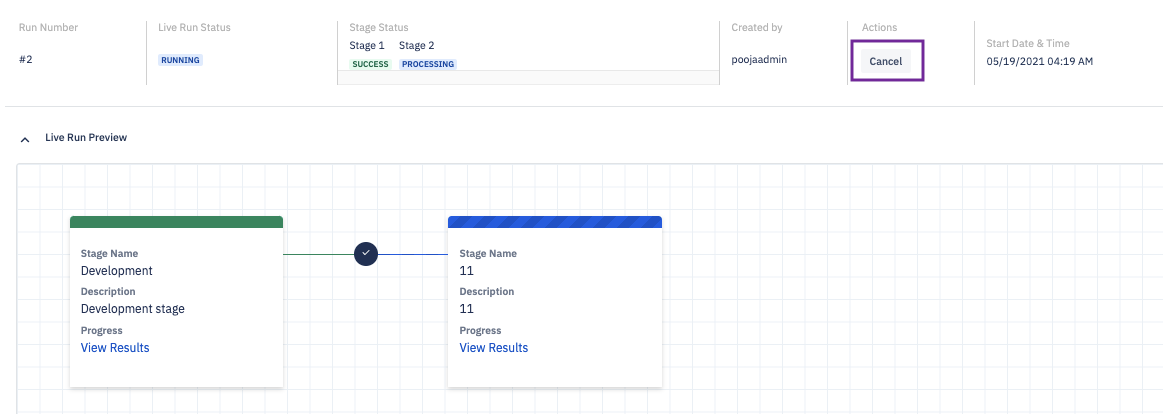 Run Number
#2
Live Run Status
RUNNING
Stage Status
Stage 1 Stage 2
SUCCESS PROCESSING
Created by
poojaadmin
Actions
Cancel
Start Date & Time
05/19/2021 04:19 AM
Live Run Preview
Stage Name
Development
Description
Development stage
Progress
View Results
Stage Name
11
Description
11
Progress
View Results